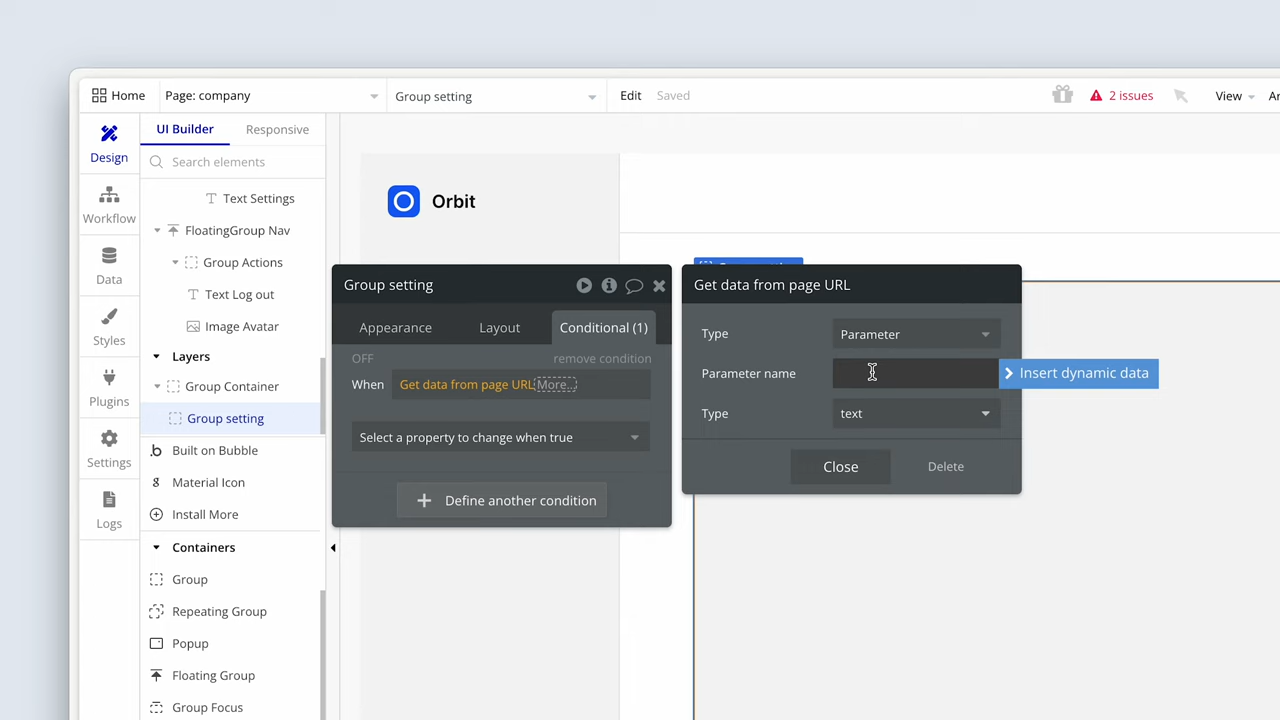 Home
Page: company
Group setting
Edit
Saved
2 issues
View
Design
Workflow
Data
Styles
Plugins
Settings
Logs
UI Builder
Responsive
Search elements
Text Settings
FloatingGroup Nav
Group Actions
Text Log out
Image Avatar
Layers
Group Container
Group setting
Built on Bubble
Material Icon
Install More
Containers
Group
Repeating Group
Popup
Floating Group
Group Focus
Orbit
Group setting
Appearance
Layout
Conditional (1)
OFF
remove condition
When
Get data from page URL More...
Select a property to change when true
Define another condition
Get data from page URL
Type
Parameter
Parameter name
Insert dynamic data
Type
text
Close
Delete